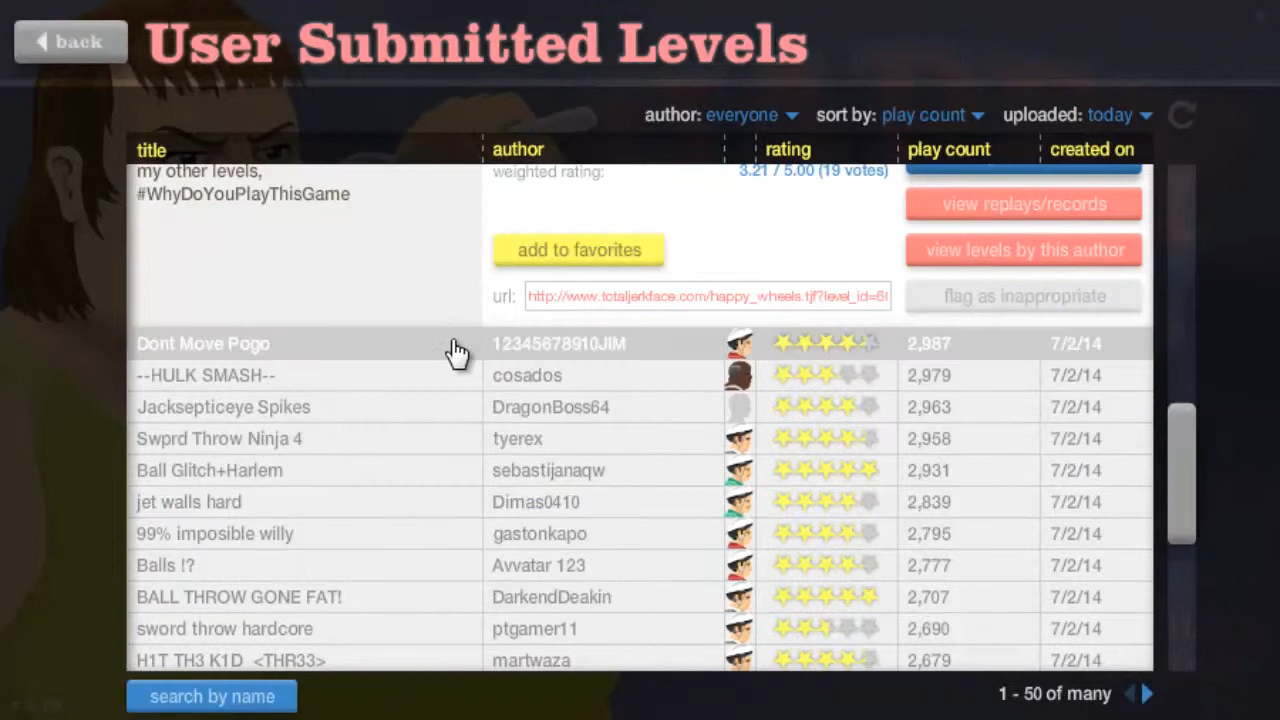 back
User Submitted Levels
author: everyone sort by: play count uploaded: today
title author rating play count created on
my other levels,
#WhyDoYouPlayThisGame
weighted rating: 3.21 / 5.00 (19 votes)
view replays/records
add to favorites
view levels by this author
url: http://www.totaljerkface.com/happy_wheels.tjf?level_id=6
flag as inappropriate
Dont Move Pogo 12345678910JIM 2,987 7/2/14
--HULK SMASH-- cosados 2,979 7/2/14
Jacksepticeye Spikes DragonBoss64 2,963 7/2/14
Swprd Throw Ninja 4 tyerex 2,958 7/2/14
Ball Glitch+Harlem sebastijanaqw 2,931 7/2/14
jet walls hard Dimas0410 2,839 7/2/14
99% imposible willy gastonkapo 2,795 7/2/14
Balls !? Avvatar 123 2,777 7/2/14
BALL THROW GONE FAT! DarkendDeakin 2,707 7/2/14
sword throw hardcore ptgamer11 2,690 7/2/14
H1T TH3 K1D <THR33> martwaza 2,679 7/2/14
search by name
1 - 50 of many